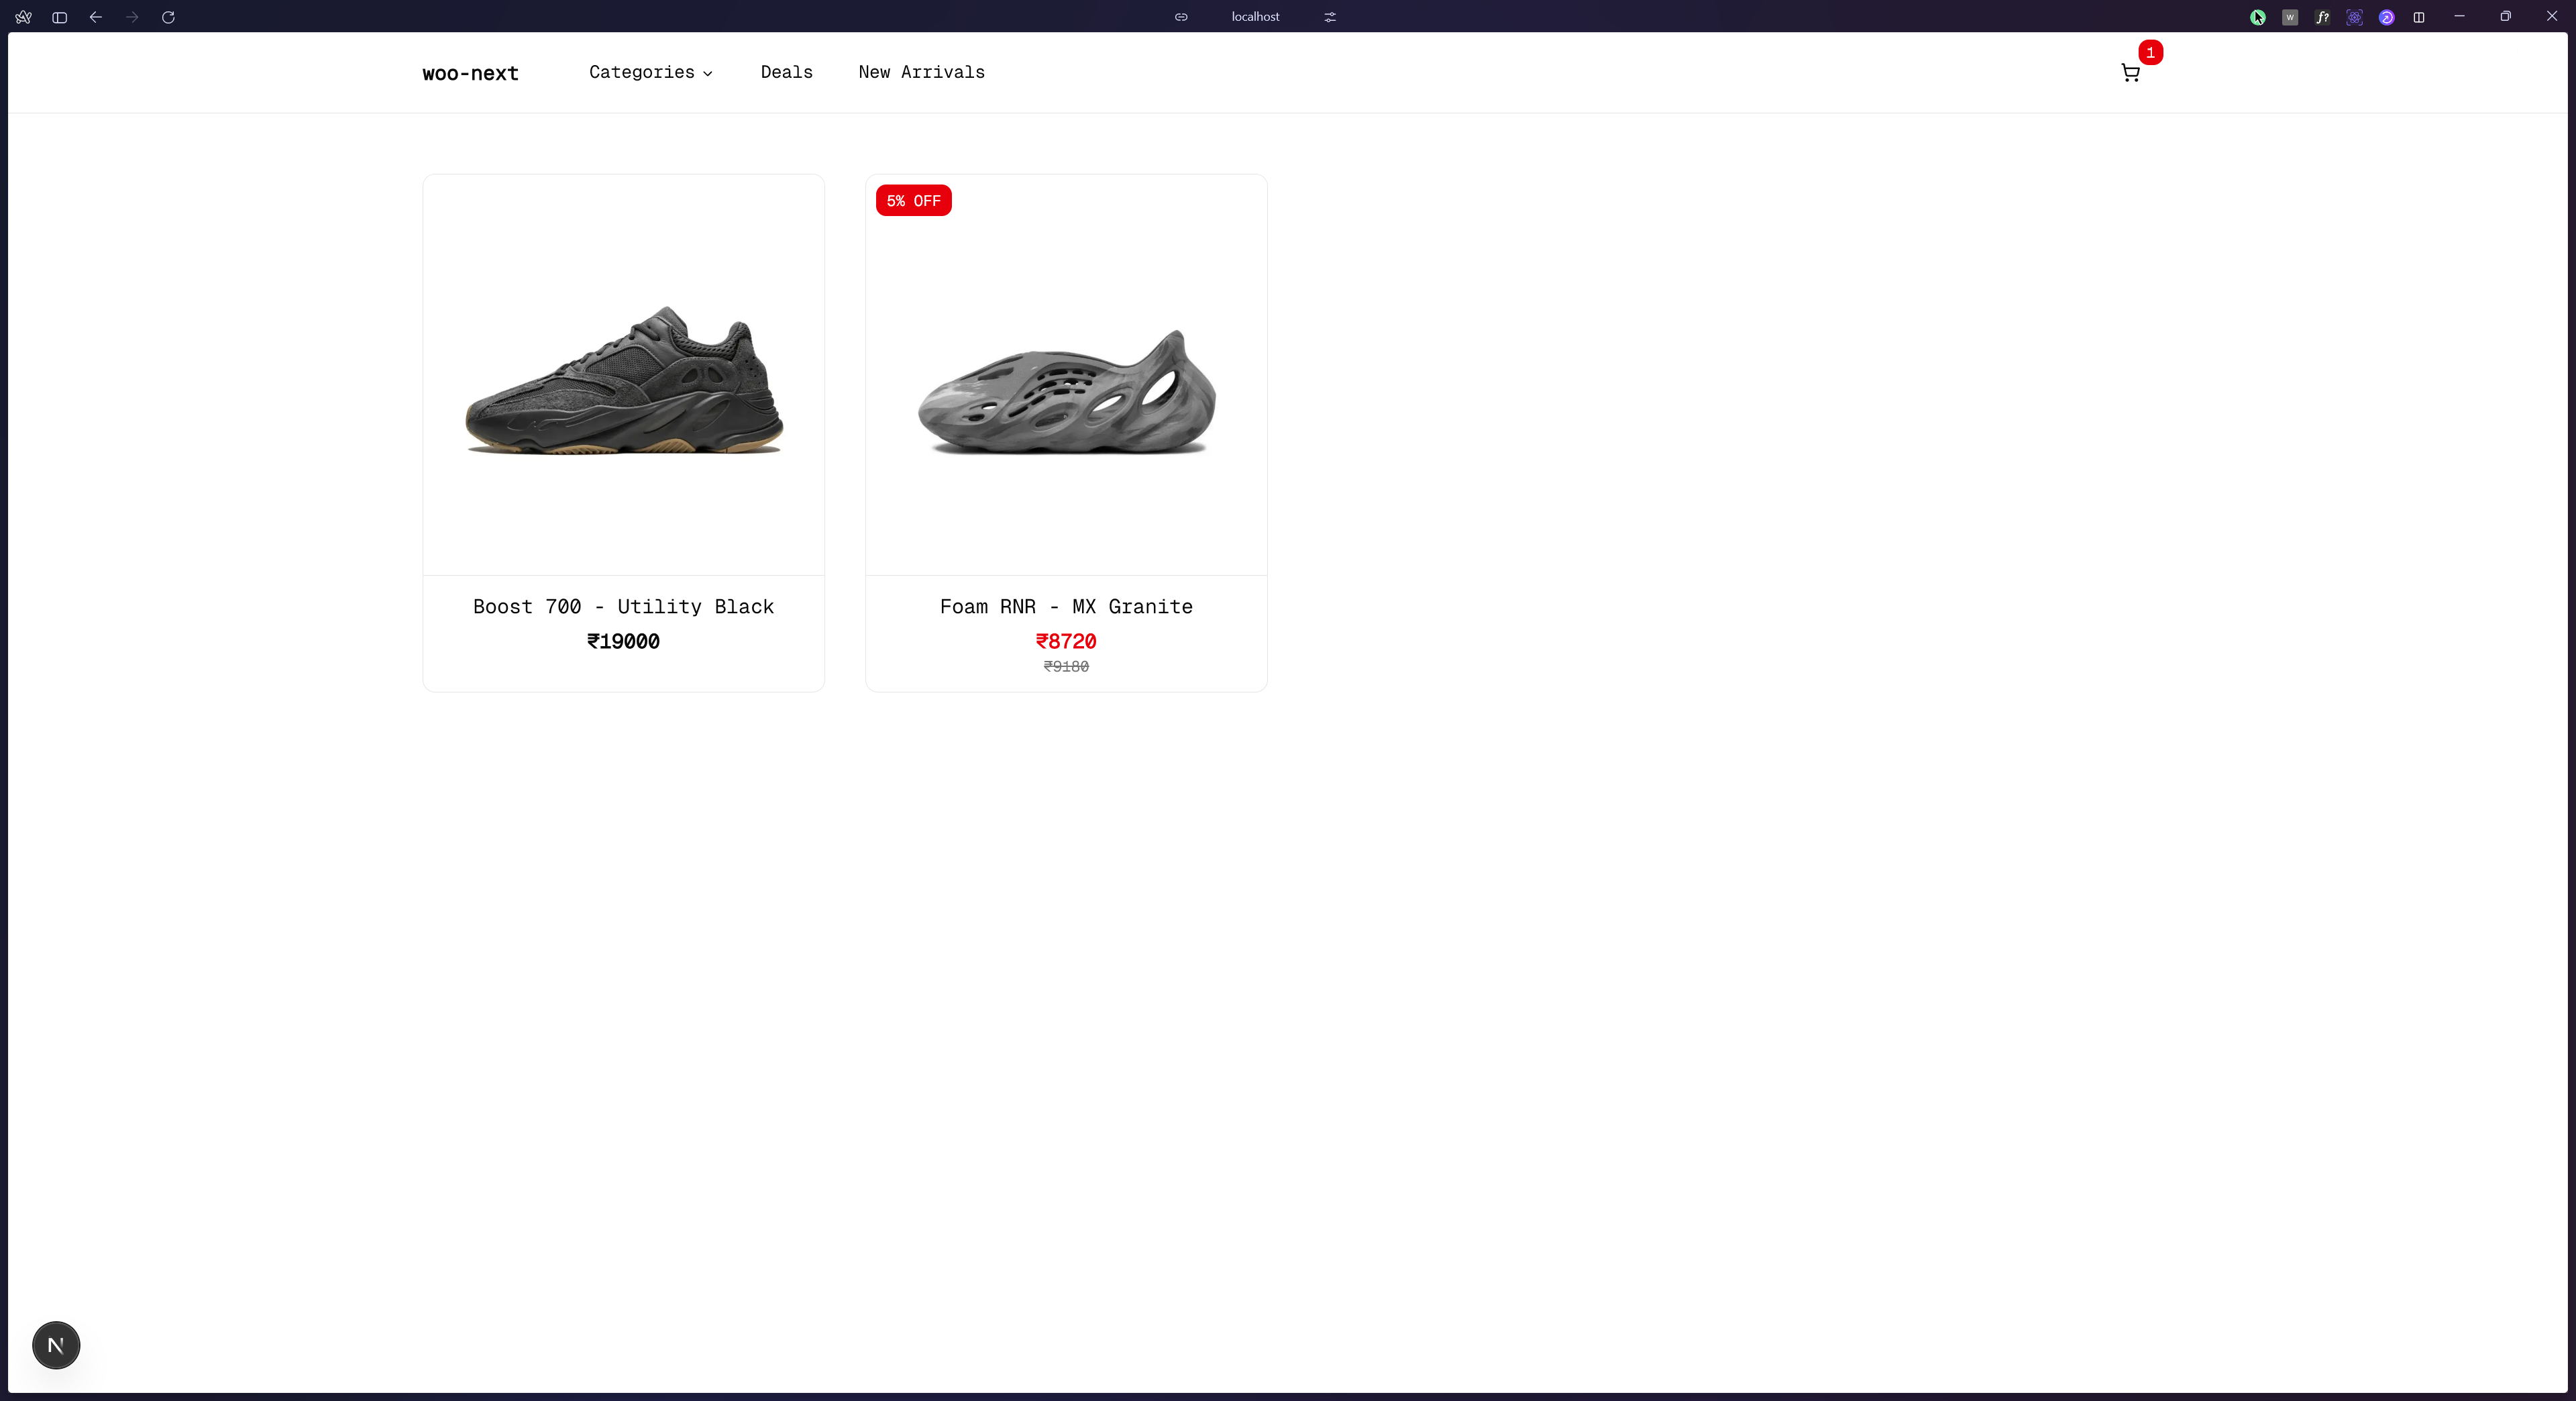 localhost
W
f?
woo-next
Categories
Deals
New Arrivals
1
5% OFF
Boost 700 - Utility Black
₹19000
Foam RNR - MX Granite
₹8720
₹9180
N